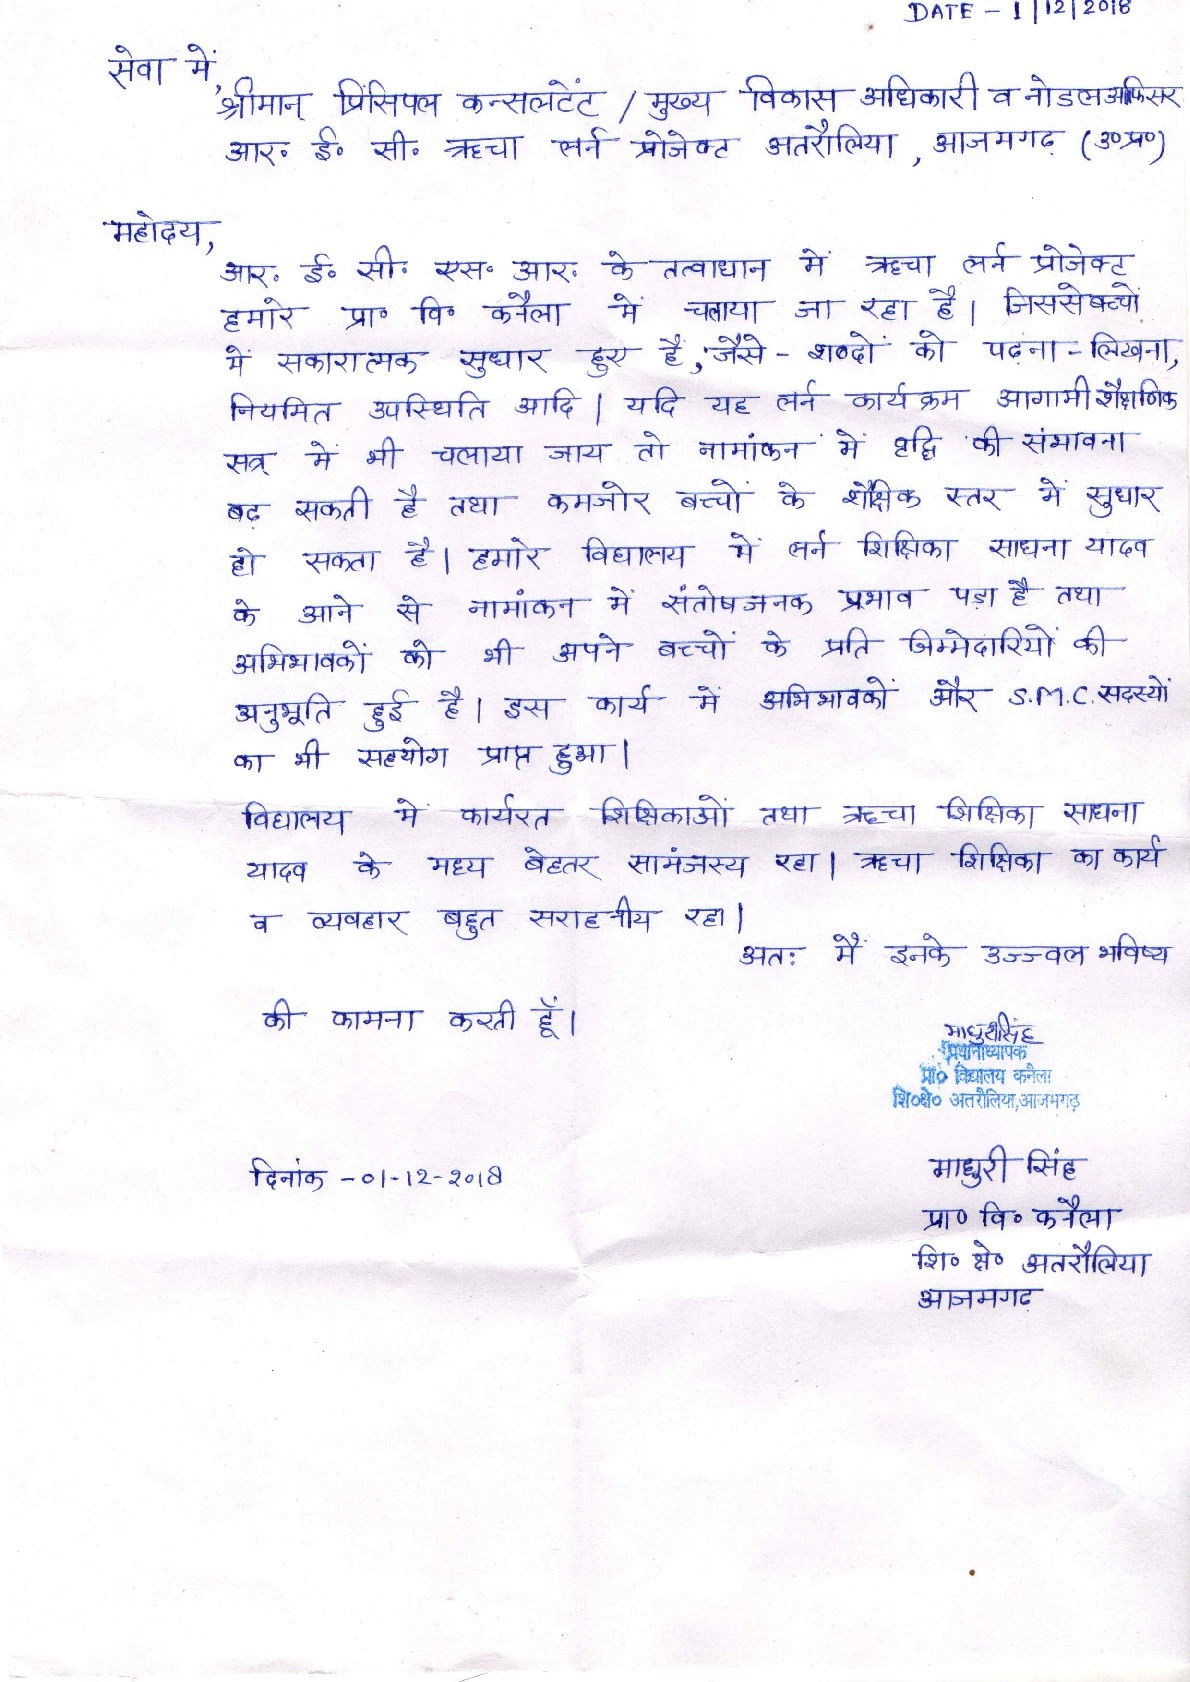 DATE - 1/12/2018
सेवा में,
श्रीमान् प्रिंसिपल कन्सलटेंट / मुख्य विकास अधिकारी व नोडल आफिसर
आर॰ ई॰ सी॰ ऋचा लर्न प्रोजेक्ट अतरौलिया, आजमगढ़ (उ०प्र०)
महोदय,
आर॰ ई॰ सी॰ एस॰ आर॰ के तत्वाधान में ऋचा लर्न प्रोजेक्ट
हमारे प्रा० वि० कनैला में चलाया जा रहा है। जिससे बच्चों
में सकारात्मक सुधार हुए हैं, जैसे - शब्दों को पढ़ना - लिखना,
नियमित उपस्थिति आदि। यदि यह लर्न कार्यक्रम आगामी शैक्षणिक
सत्र में भी चलाया जाय तो नामांकन में वृद्धि की संभावना
बढ़ सकती है तथा कमजोर बच्चों के शैक्षिक स्तर में सुधार
हो सकता है। हमारे विद्यालय में लर्न शिक्षिका साधना यादव
के आने से नामांकन में संतोषजनक प्रभाव पड़ा है तथा
अभिभावकों को भी अपने बच्चों के प्रति जिम्मेदारियों की
अनुभूति हुई है। इस कार्य में अभिभावकों और S.M.C. सदस्यों
का भी सहयोग प्राप्त हुआ।
विद्यालय में कार्यरत शिक्षिकाओं तथा ऋचा शिक्षिका साधना
यादव के मध्य बेहतर सामंजस्य रहा। ऋचा शिक्षिका का कार्य
व व्यवहार बहुत सराहनीय रहा।
अतः मैं इनके उज्ज्वल भविष्य
की कामना करती हूँ।
माधुरी सिंह
प्रधानाध्यापक
प्रा० विद्यालय कनैला
शि०क्षे० अतरौलिया, आजमगढ़
दिनांक - 01-12-2018
माधुरी सिंह
प्रा० वि० कनैला
शि० क्षे० अतरौलिया
आजमगढ़